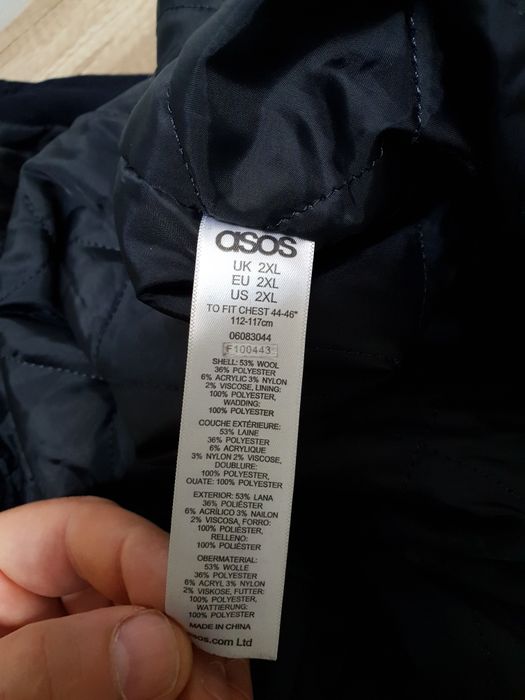 asos
UK 2XL
EU 2XL
US 2XL
TO FIT CHEST 44-46"
112-117cm
06083044
F100443
SHELL: 53% WOOL
36% POLYESTER
6% ACRYLIC 3% NYLON
2% VISCOSE, LINING:
100% POLYESTER,
WADDING:
100% POLYESTER
COUCHE EXTÉRIEURE:
53% LAINE
36% POLYESTER
6% ACRYLIQUE
3% NYLON 2% VISCOSE,
DOUBLURE:
100% POLYESTER,
OUATE: 100% POLYESTER
EXTERIOR: 53% LANA
36% POLIÉSTER
6% ACRÍLICO 3% NAILON
2% VISCOSA, FORRO:
100% POLIÉSTER,
RELLENO:
100% POLIÉSTER
OBERMATERIAL:
53% WOLLE
36% POLYESTER
6% ACRYL 3% NYLON
2% VISKOSE, FUTTER:
100% POLYESTER,
WATTIERUNG:
100% POLYESTER
MADE IN CHINA
asos.com Ltd